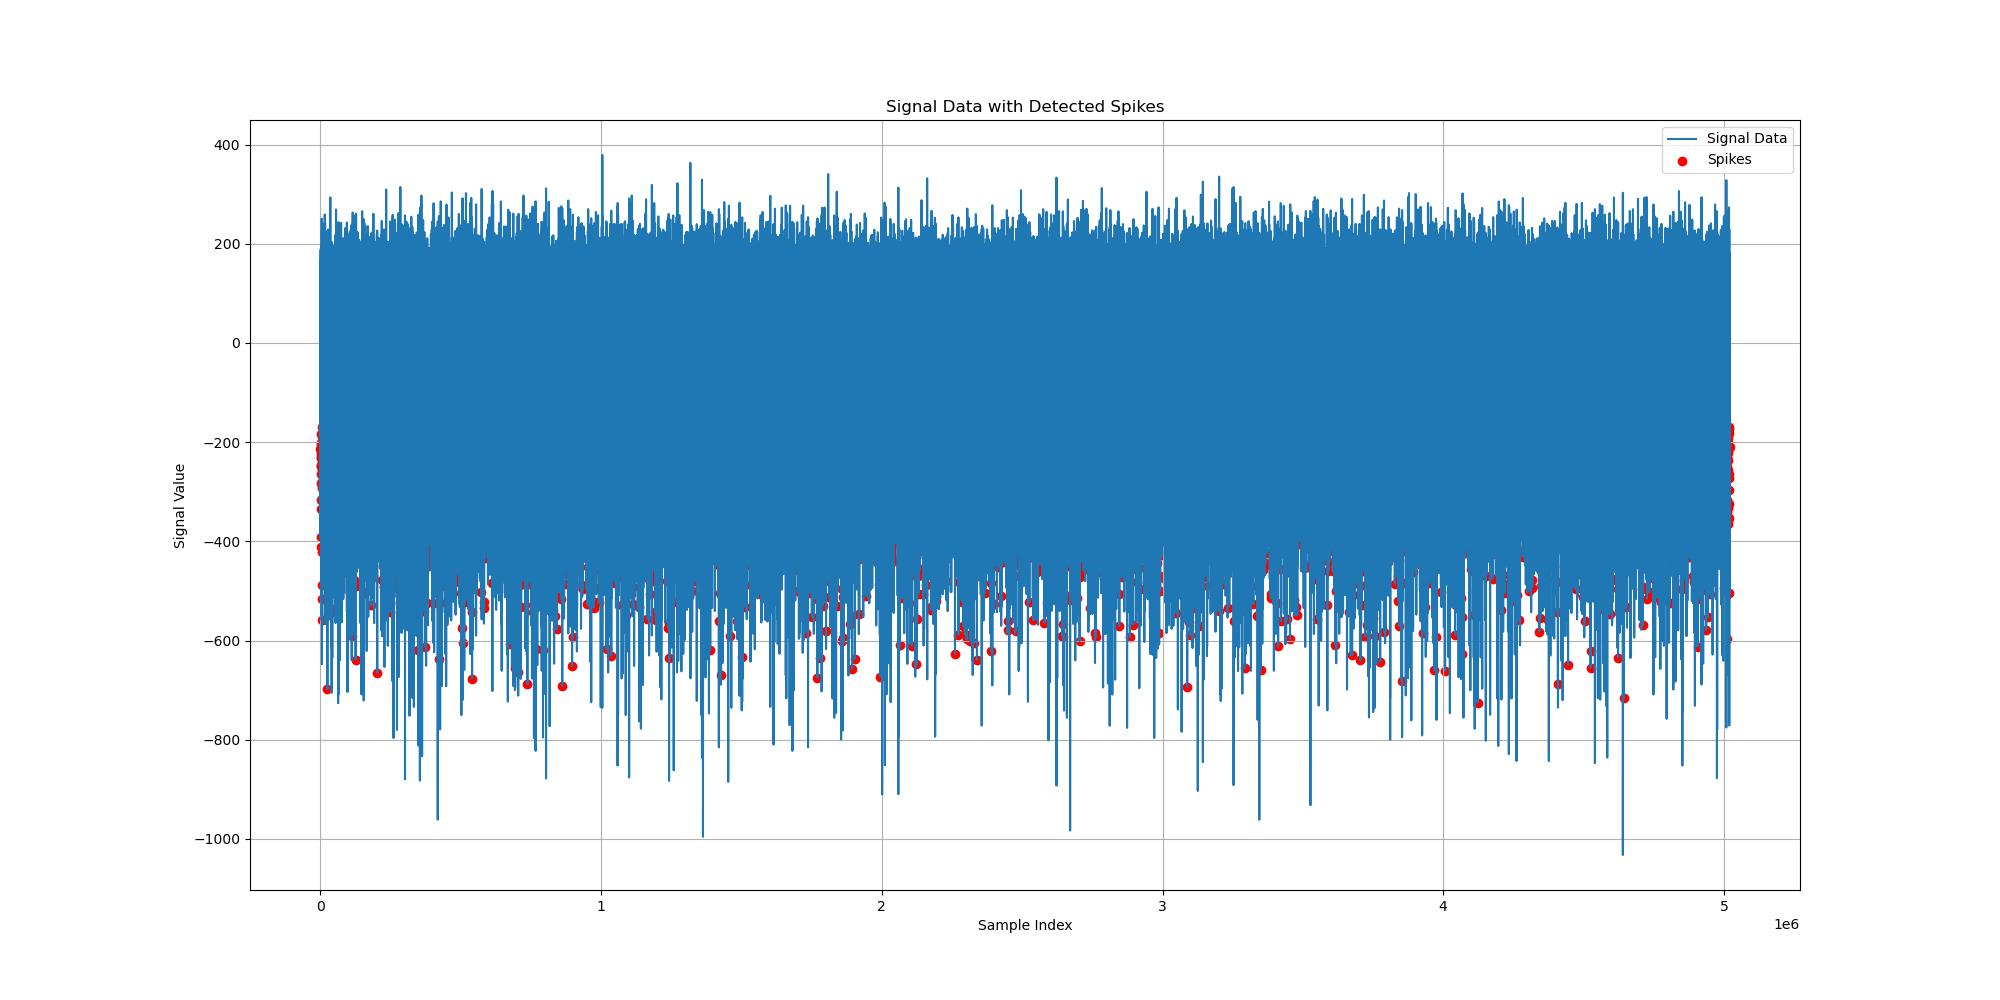 Signal Data with Detected Spikes
Signal Data
Spikes
400
200
0
−200
−400
−600
−800
−1000
Signal Value
0 1 2 3 4 5
1e6
Sample Index